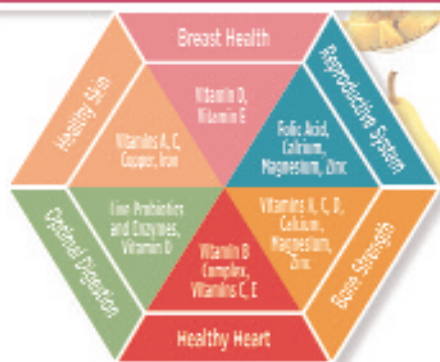 Breast Health
Vitamin D,
Vitamin E
Reproductive System
Folic Acid,
Calcium,
Magnesium, Zinc
Bone Strength
Vitamins A, C, D,
Calcium,
Magnesium,
Zinc
Healthy Heart
Vitamin B
Complex,
Vitamins C, E
Optimal Digestion
Live Probiotics
and Enzymes,
Vitamin D
Healthy Skin
Vitamins A, C,
Copper, Iron